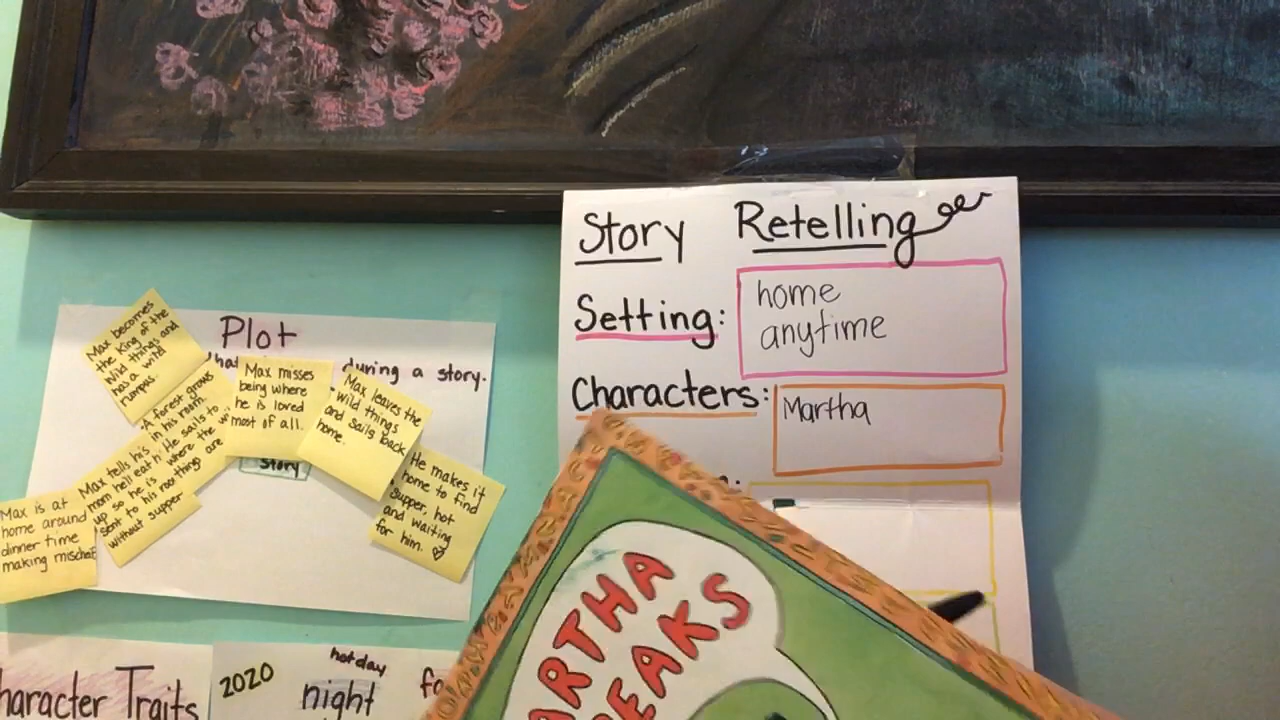 Story Retelling
Setting:
home
anytime
Characters:
Martha
Plot
during a story.
Max becomes
the king of the
Wild things and
has a wild
rumpus.
A forest grows
in his room.
He sails to
where the
wild things are
Max tells his
mom he'll eat her
up so he is
sent to his room
without supper
Max is at
home around
dinner time
making mischief
Max misses
being where
he is loved
most of all.
Max leaves the
wild things
and sails back
home.
He makes it
home to find
supper, hot
and waiting
for him.
story
haracter Traits
2020
hot day
night
ARTHA
EAKS